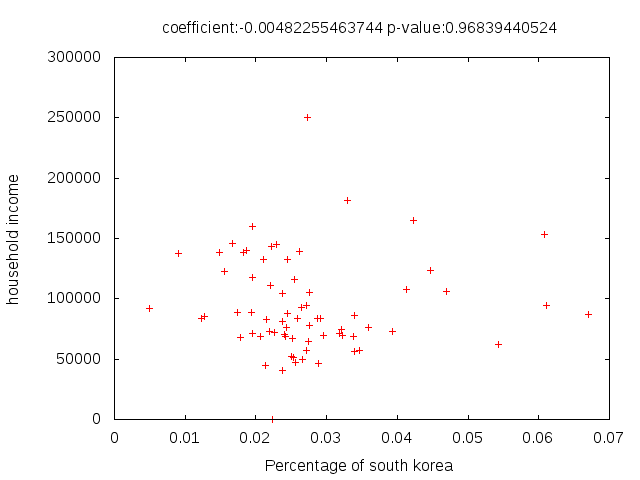 coefficient:-0.00482255463744 p-value:0.96839440524
300000
250000
200000
150000
100000
50000
0
household income
0 0.01 0.02 0.03 0.04 0.05 0.06 0.07
Percentage of south korea